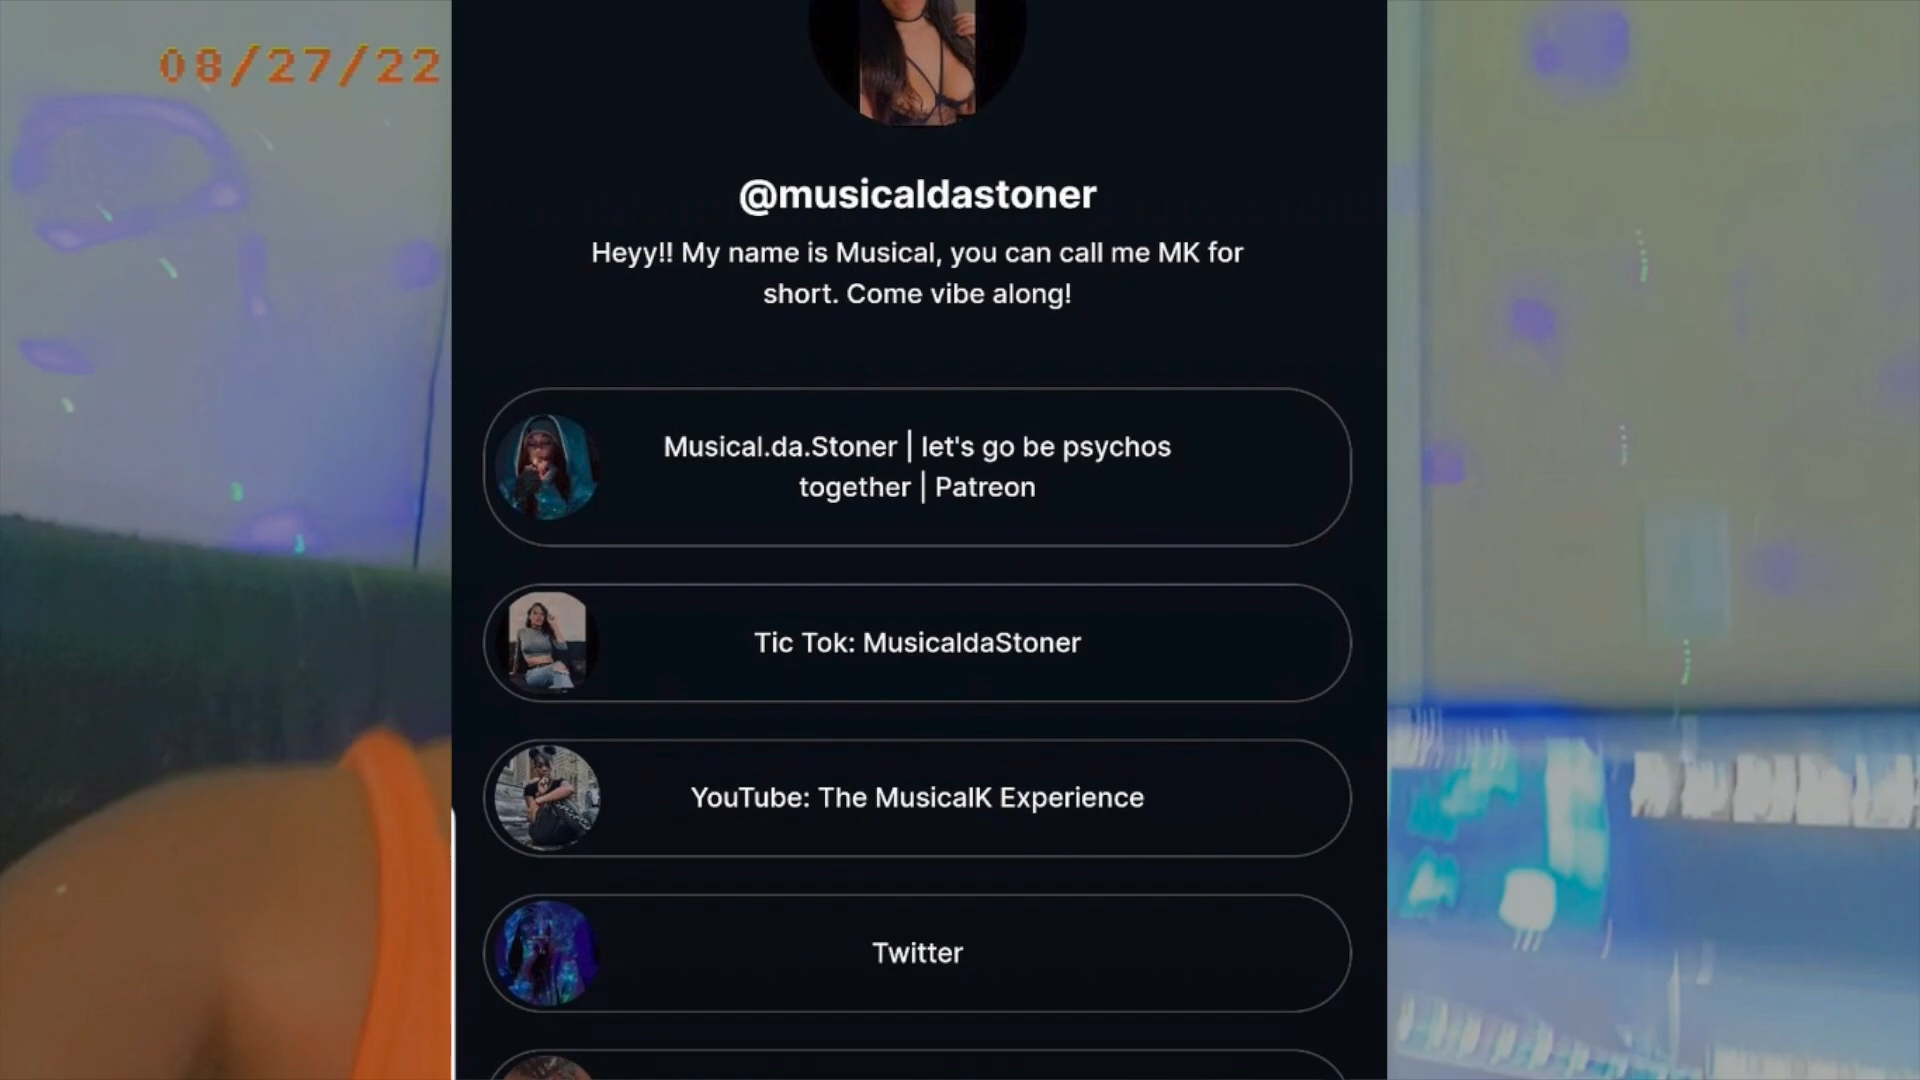 08/27/22
@musicaldastoner
Heyy!! My name is Musical, you can call me MK for
short. Come vibe along!
Musical.da.Stoner | let's go be psychos
together | Patreon
Tic Tok: MusicaldaStoner
YouTube: The MusicalK Experience
Twitter